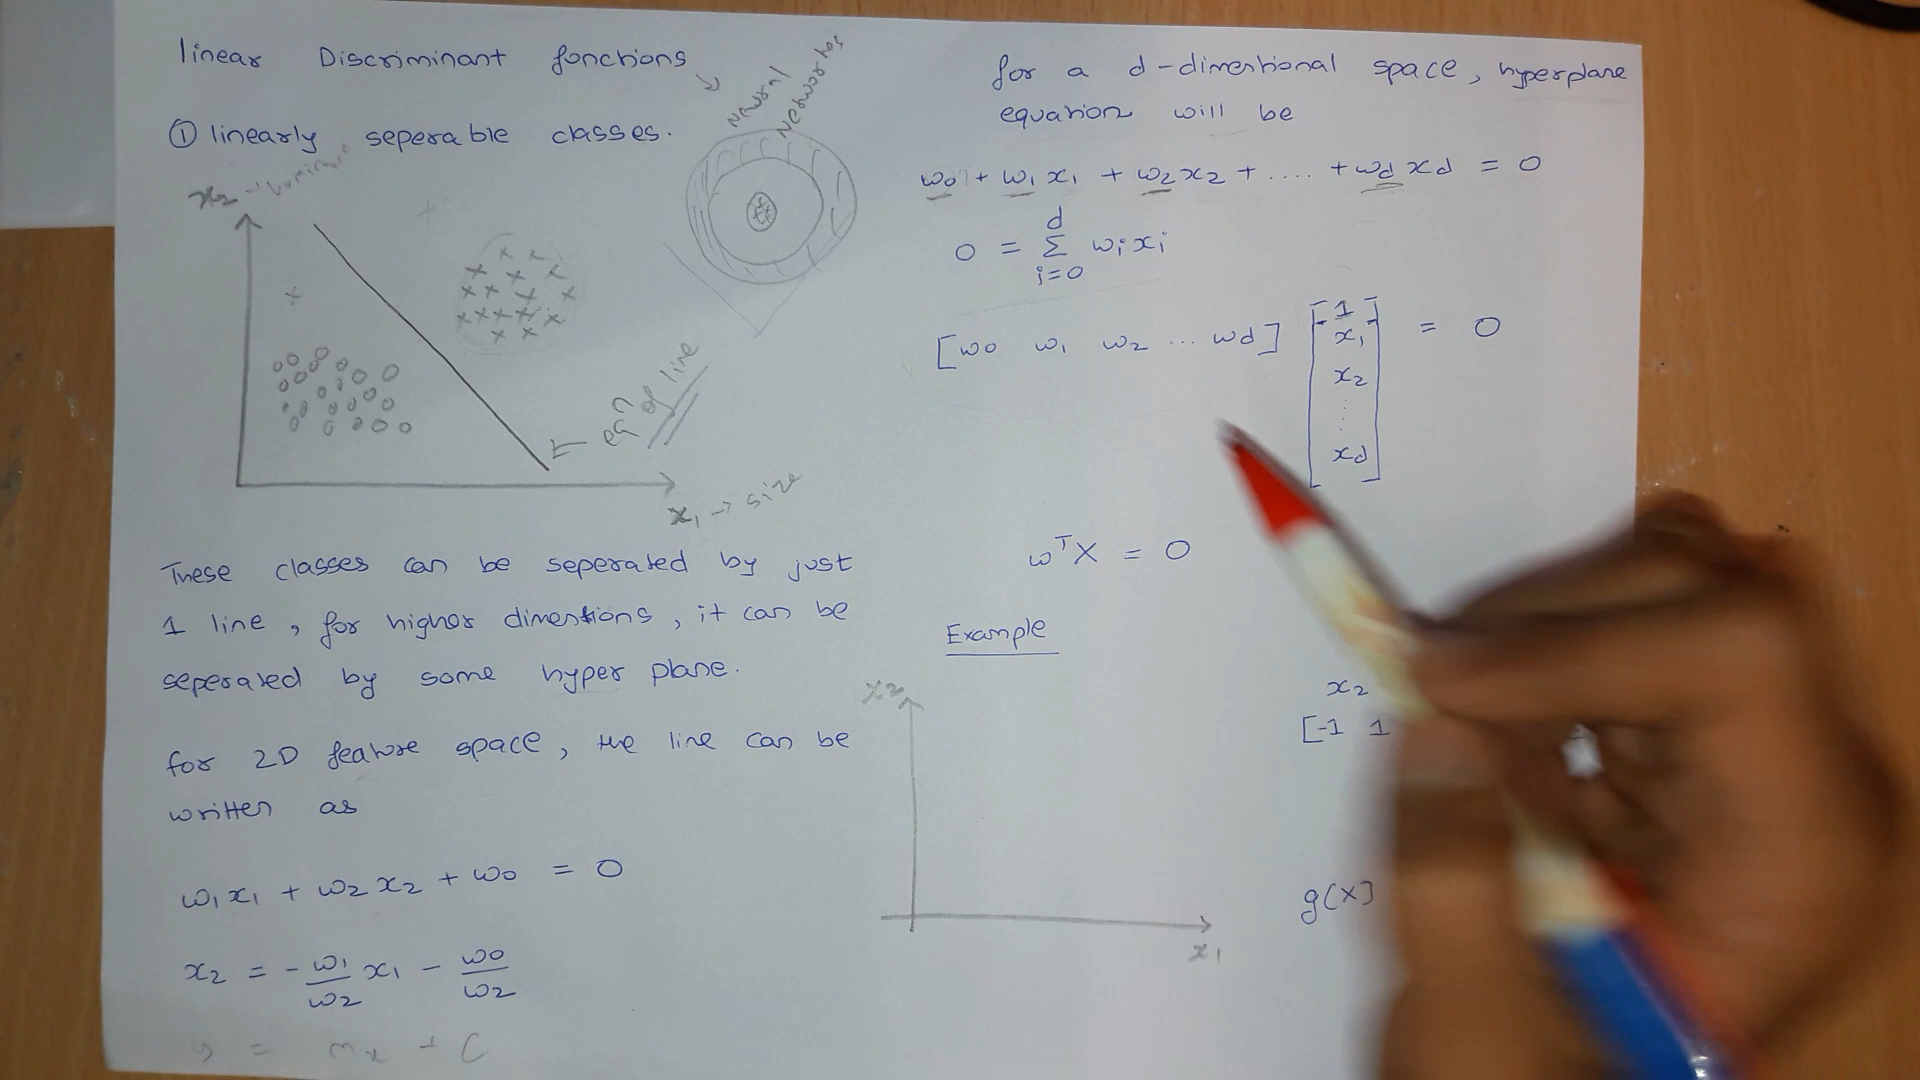 linear Discriminant functions
Neural
Networks
① linearly seperable classes.
x2
x1 → size
eqn of line
These classes can be seperated by just
1 line, for higher dimensions, it can be
seperated by some hyper plane.
for 2D feature space, the line can be
written as
w1x1 + w2x2 + w0 = 0
x2 = - w1/w2 x1 - w0/w2
y = mx + C
for a d-dimentional space, hyperplane
equation will be
w0 + w1x1 + w2x2 + .... + wdxd = 0
0 = d Σ i=0 wixi
[w0 w1 w2 ... wd] [1 x1 x2 ... xd] = 0
wTX = 0
Example
x2
x1
x2
[-1 1
g(x)